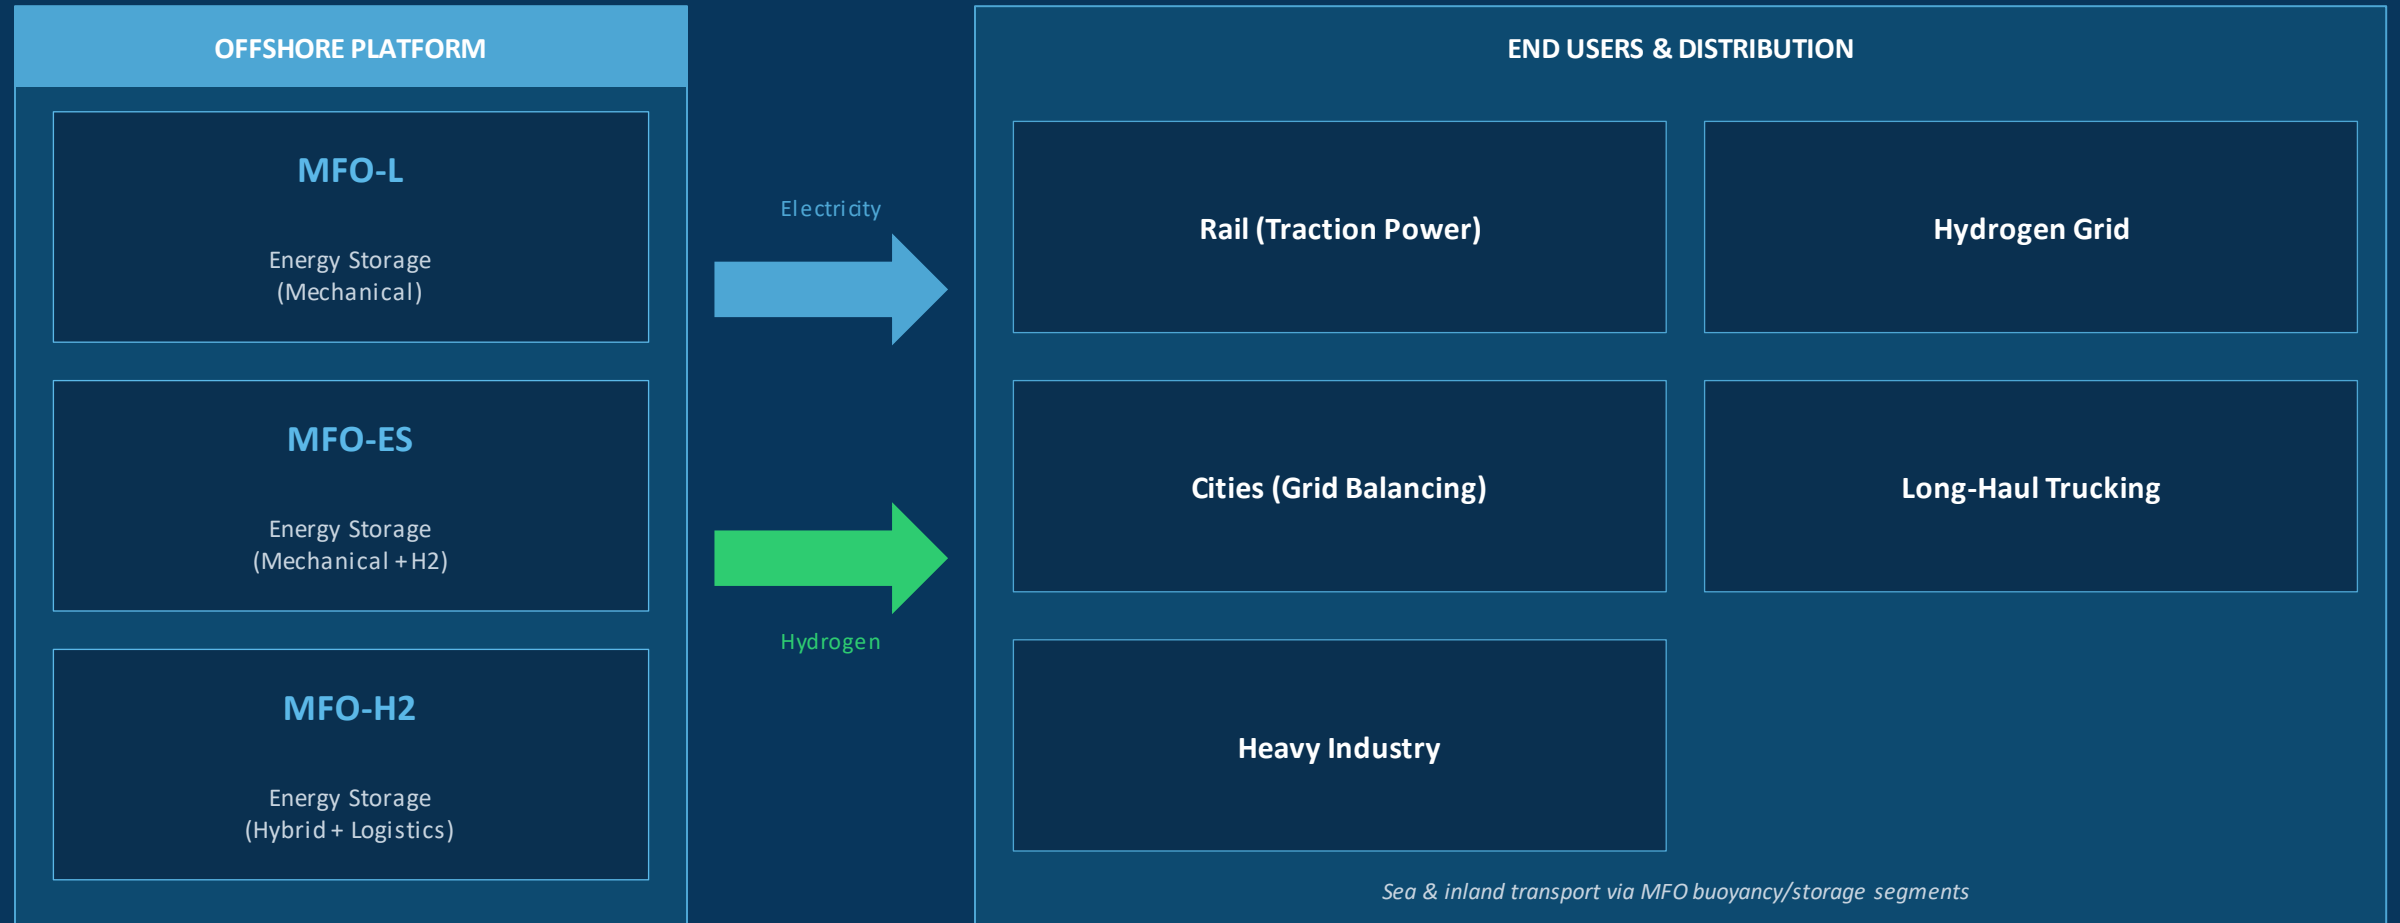 OFFSHORE PLATFORM
MFO-L
Energy Storage
(Mechanical)
MFO-ES
Energy Storage
(Mechanical + H2)
MFO-H2
Energy Storage
(Hybrid + Logistics)
Electricity
Hydrogen
END USERS & DISTRIBUTION
Rail (Traction Power)
Hydrogen Grid
Cities (Grid Balancing)
Long-Haul Trucking
Heavy Industry
Sea & inland transport via MFO buoyancy/storage segments